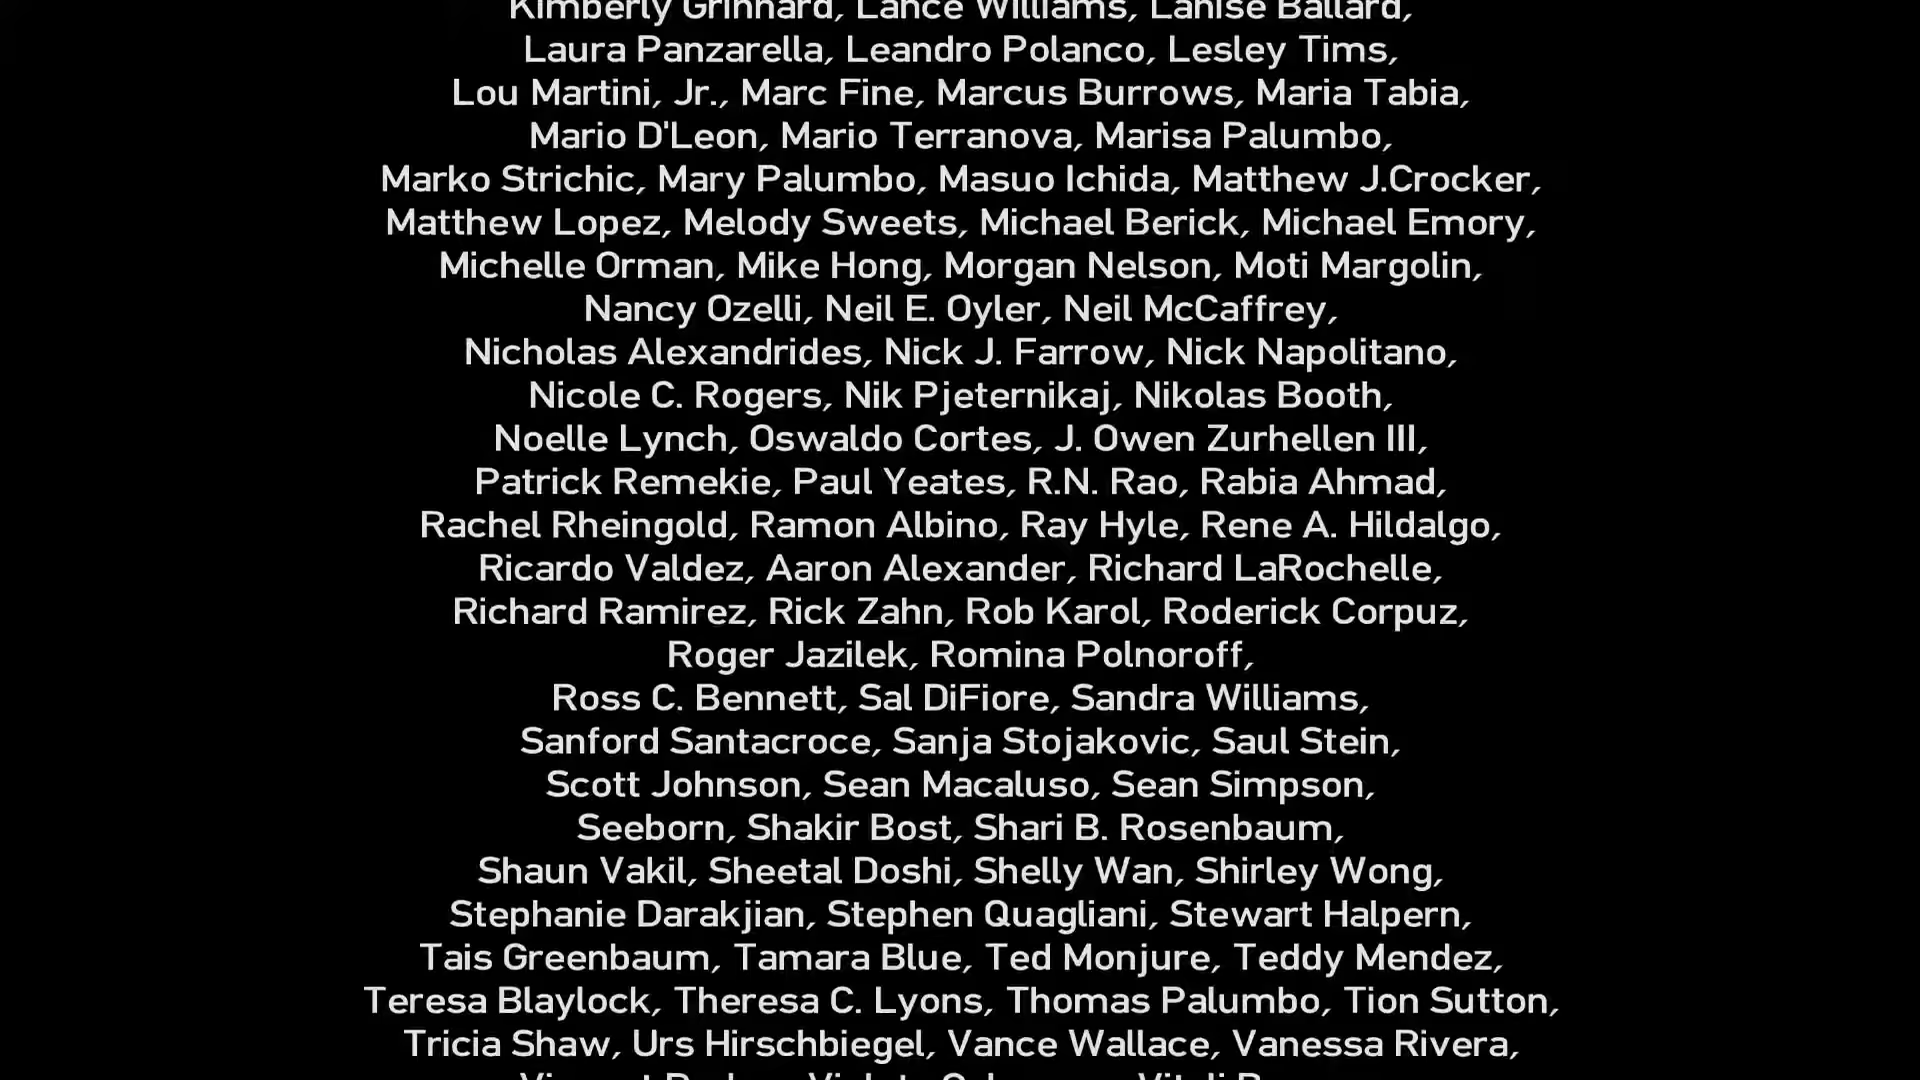 Kimberly Grinnard, Lance Williams, Lanise Ballard,
Laura Panzarella, Leandro Polanco, Lesley Tims,
Lou Martini, Jr., Marc Fine, Marcus Burrows, Maria Tabia,
Mario D'Leon, Mario Terranova, Marisa Palumbo,
Marko Strichic, Mary Palumbo, Masuo Ichida, Matthew J.Crocker,
Matthew Lopez, Melody Sweets, Michael Berick, Michael Emory,
Michelle Orman, Mike Hong, Morgan Nelson, Moti Margolin,
Nancy Ozelli, Neil E. Oyler, Neil McCaffrey,
Nicholas Alexandrides, Nick J. Farrow, Nick Napolitano,
Nicole C. Rogers, Nik Pjeternikaj, Nikolas Booth,
Noelle Lynch, Oswaldo Cortes, J. Owen Zurhellen III,
Patrick Remekie, Paul Yeates, R.N. Rao, Rabia Ahmad,
Rachel Rheingold, Ramon Albino, Ray Hyle, Rene A. Hildalgo,
Ricardo Valdez, Aaron Alexander, Richard LaRochelle,
Richard Ramirez, Rick Zahn, Rob Karol, Roderick Corpuz,
Roger Jazilek, Romina Polnoroff,
Ross C. Bennett, Sal DiFiore, Sandra Williams,
Sanford Santacroce, Sanja Stojakovic, Saul Stein,
Scott Johnson, Sean Macaluso, Sean Simpson,
Seeborn, Shakir Bost, Shari B. Rosenbaum,
Shaun Vakil, Sheetal Doshi, Shelly Wan, Shirley Wong,
Stephanie Darakjian, Stephen Quagliani, Stewart Halpern,
Tais Greenbaum, Tamara Blue, Ted Monjure, Teddy Mendez,
Teresa Blaylock, Theresa C. Lyons, Thomas Palumbo, Tion Sutton,
Tricia Shaw, Urs Hirschbiegel, Vance Wallace, Vanessa Rivera,